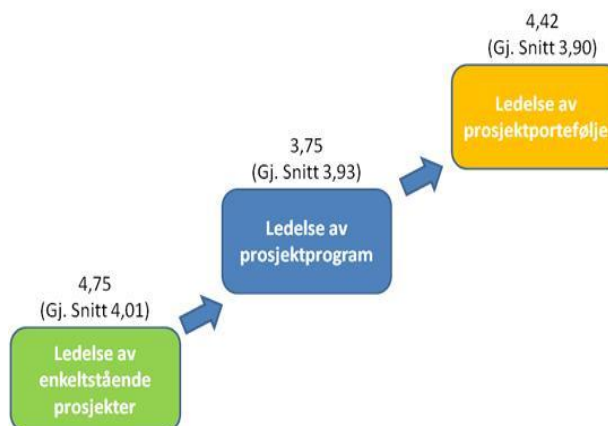 4,42
(Gj. Snitt 3,90)
Ledelse av
prosjektportefølje
3,75
(Gj. Snitt 3,93)
Ledelse av
prosjektprogram
4,75
(Gj. Snitt 4,01)
Ledelse av
enkeltstående
prosjekter